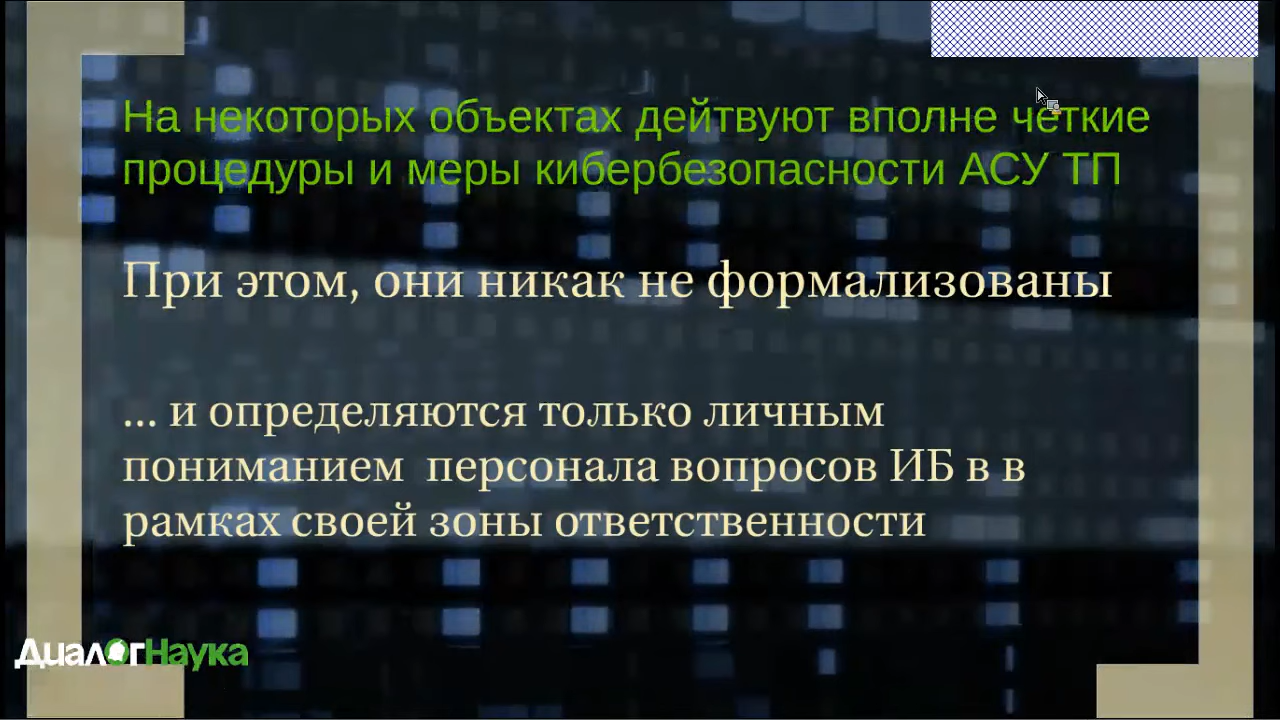 На некоторых объектах дейтвуют вполне четкие
процедуры и меры кибербезопасности АСУ ТП
При этом, они никак не формализованы
... и определяются только личным
пониманием персонала вопросов ИБ в в
рамках своей зоны ответственности
ДиалогНаука